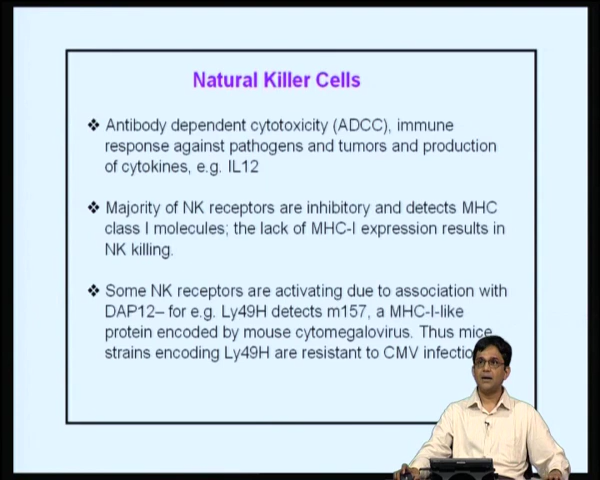 Natural Killer Cells
❖ Antibody dependent cytotoxicity (ADCC), immune
response against pathogens and tumors and production
of cytokines, e.g. IL12
❖ Majority of NK receptors are inhibitory and detects MHC
class I molecules; the lack of MHC-I expression results in
NK killing.
❖ Some NK receptors are activating due to association with
DAP12– for e.g. Ly49H detects m157, a MHC-I-like
protein encoded by mouse cytomegalovirus. Thus mice
strains encoding Ly49H are resistant to CMV infectio